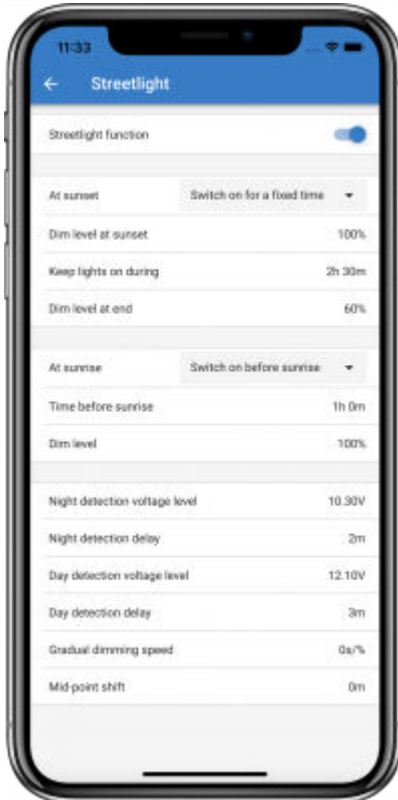 11:33
Streetlight
Streetlight function
At sunset Switch on for a fixed time
Dim level at sunset 100%
Keep lights on during 2h 30m
Dim level at end 60%
At sunrise Switch on before sunrise
Time before sunrise 1h 0m
Dim level 100%
Night detection voltage level 10.30V
Night detection delay 2m
Day detection voltage level 12.10V
Day detection delay 3m
Gradual dimming speed 0s/%
Mid-point shift 0m